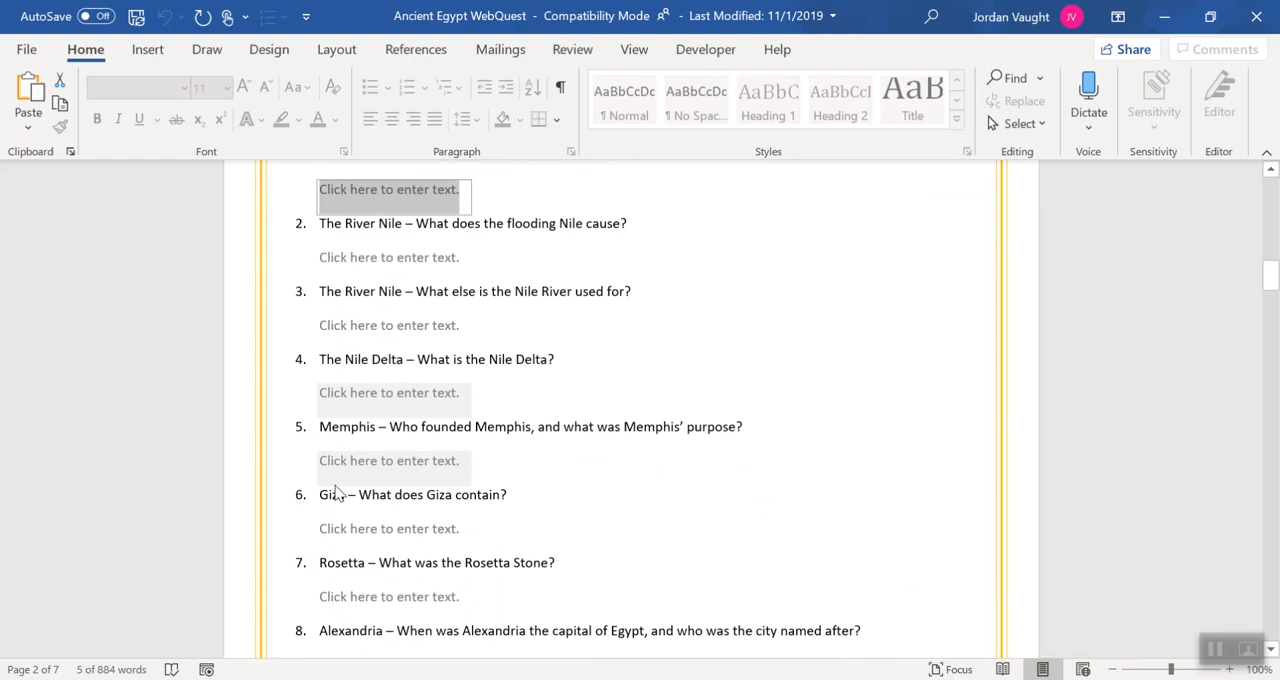 AutoSave Off Ancient Egypt WebQuest - Compatibility Mode - Last Modified: 11/1/2019 Jordan Vaught JV
File Home Insert Draw Design Layout References Mailings Review View Developer Help Share Comments
11 Aa AaBbCcDc AaBbCcDc AaBbC AaBbCcI AaB Find
Paste ¶ Normal ¶ No Spac... Heading 1 Heading 2 Title Replace Dictate Sensitivity Editor
Select
Clipboard Font Paragraph Styles Editing Voice Sensitivity Editor
Click here to enter text.
2. The River Nile – What does the flooding Nile cause?
Click here to enter text.
3. The River Nile – What else is the Nile River used for?
Click here to enter text.
4. The Nile Delta – What is the Nile Delta?
Click here to enter text.
5. Memphis – Who founded Memphis, and what was Memphis’ purpose?
Click here to enter text.
6. Giza – What does Giza contain?
Click here to enter text.
7. Rosetta – What was the Rosetta Stone?
Click here to enter text.
8. Alexandria – When was Alexandria the capital of Egypt, and who was the city named after?
Page 2 of 7 5 of 884 words Focus 100%